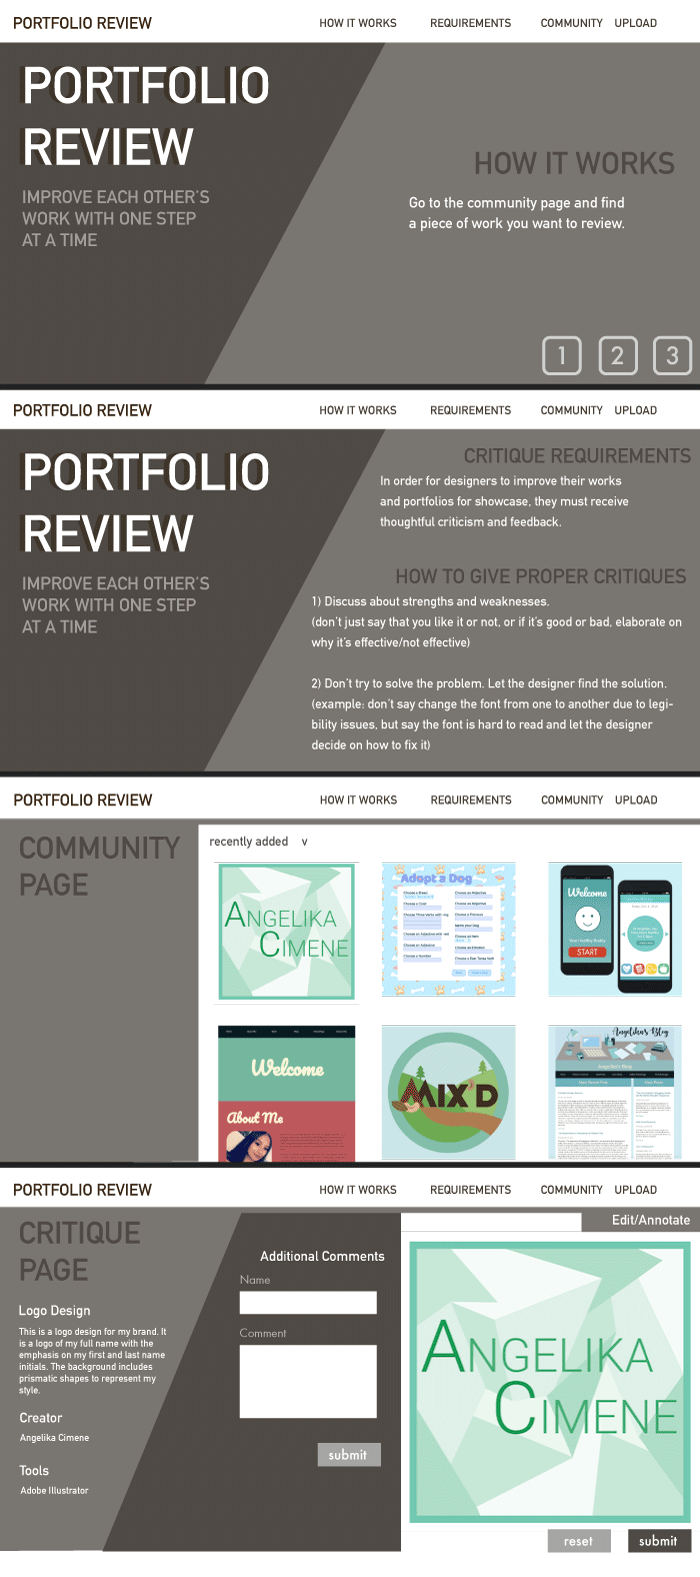 PORTFOLIO REVIEW
HOW IT WORKS
REQUIREMENTS
COMMUNITY
UPLOAD
PORTFOLIO
REVIEW
IMPROVE EACH OTHER'S
WORK WITH ONE STEP
AT A TIME
HOW IT WORKS
Go to the community page and find
a piece of work you want to review.
1
2
3
PORTFOLIO REVIEW
HOW IT WORKS
REQUIREMENTS
COMMUNITY
UPLOAD
PORTFOLIO
REVIEW
IMPROVE EACH OTHER'S
WORK WITH ONE STEP
AT A TIME
CRITIQUE REQUIREMENTS
In order for designers to improve their works
and portfolios for showcase, they must receive
thoughtful criticism and feedback.
HOW TO GIVE PROPER CRITIQUES
1) Discuss about strengths and weaknesses.
(don't just say that you like it or not, or if it's good or bad, elaborate on
why it's effective/not effective)
2) Don't try to solve the problem. Let the designer find the solution.
(example: don't say change the font from one to another due to legi-
bility issues, but say the font is hard to read and let the designer
decide on how to fix it)
PORTFOLIO REVIEW
HOW IT WORKS
REQUIREMENTS
COMMUNITY
UPLOAD
COMMUNITY
PAGE
recently added v
ANGELIKA
CIMENE
Adopt a Dog
Welcome
START
Welcome
About Me
MIX'D
Angelika's Blog
PORTFOLIO REVIEW
HOW IT WORKS
REQUIREMENTS
COMMUNITY
UPLOAD
CRITIQUE
PAGE
Logo Design
This is a logo design for my brand. It
is a logo of my full name with the
emphasis on my first and last name
initials. The background includes
prismatic shapes to represent my
style.
Creator
Angelika Cimene
Tools
Adobe Illustrator
Additional Comments
Name
Comment
submit
Edit/Annotate
ANGELIKA
CIMENE
reset
submit